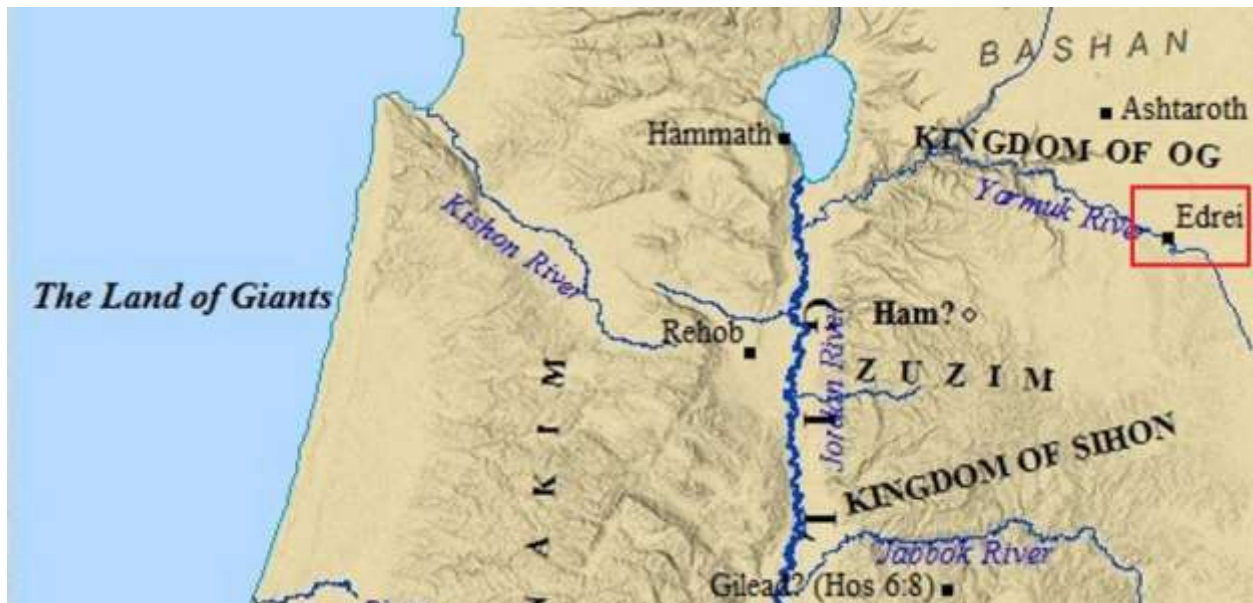 BASHAN
Ashtaroth
Hammath
KINGDOM OF OG
Yarmuk River
Edrei
Kishon River
The Land of Giants
Ham?
Rehob
ZUZIM
Jordan River
AKIM
KINGDOM OF SIHON
Jabbok River
Gilead? (Hos 6:8)